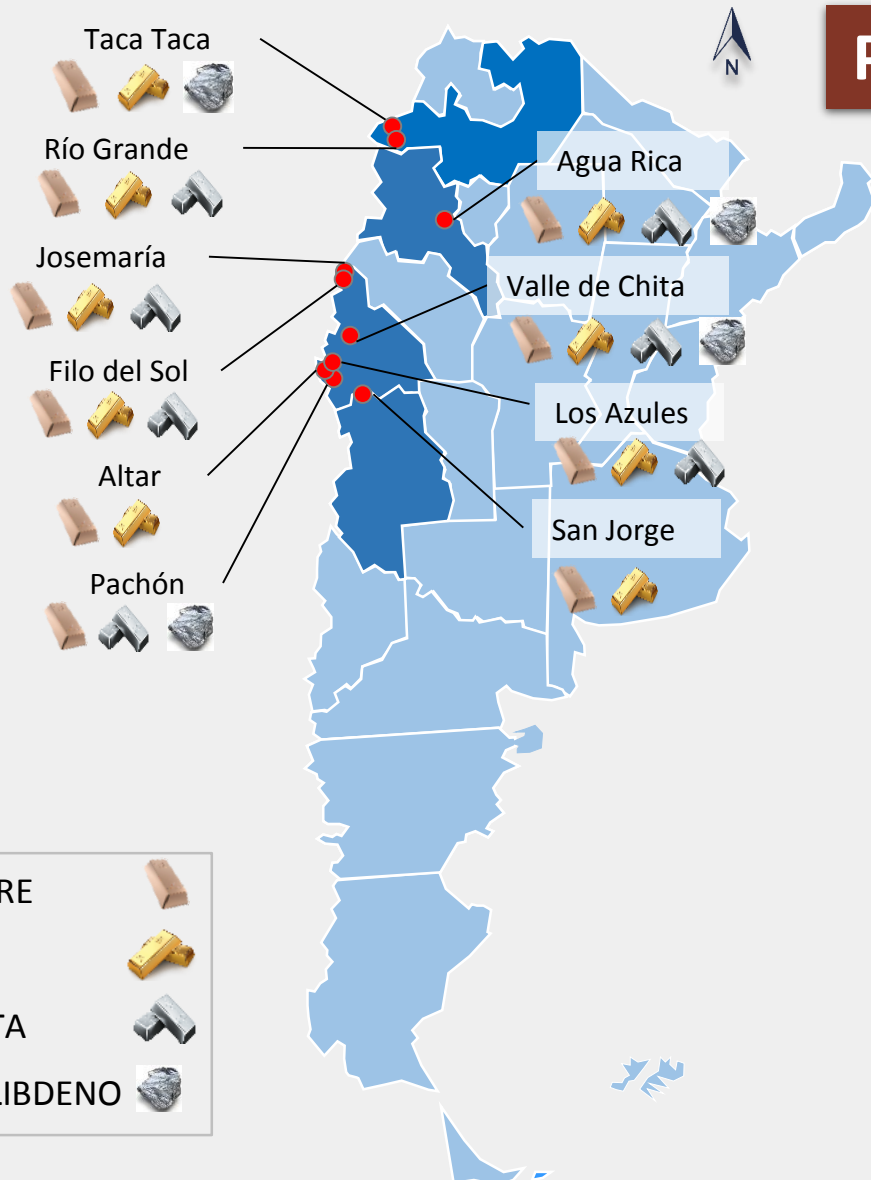 Taca Taca
N
Río Grande
Agua Rica
Josemaría
Valle de Chita
Filo del Sol
Los Azules
Altar
San Jorge
Pachón
RE
TA
LIBDENO